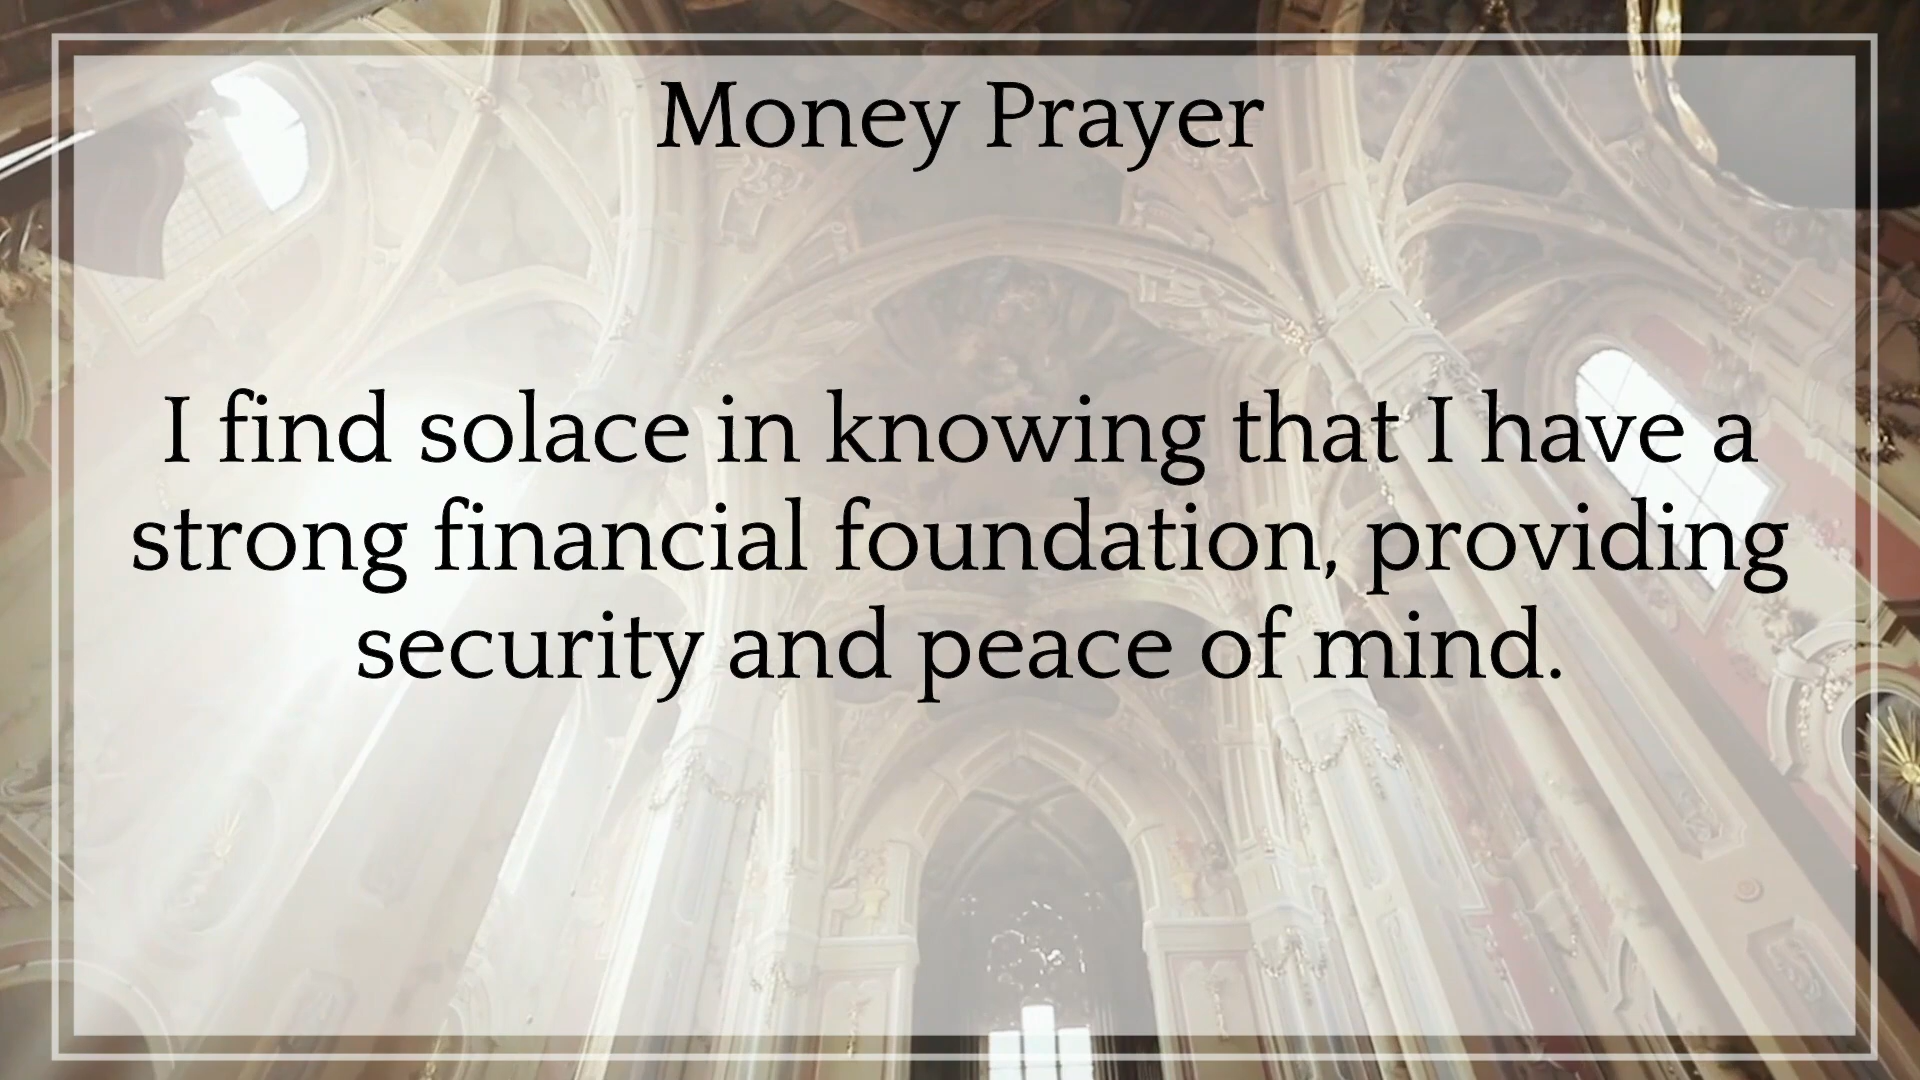 Money Prayer
I find solace in knowing that I have a
strong financial foundation, providing
security and peace of mind.